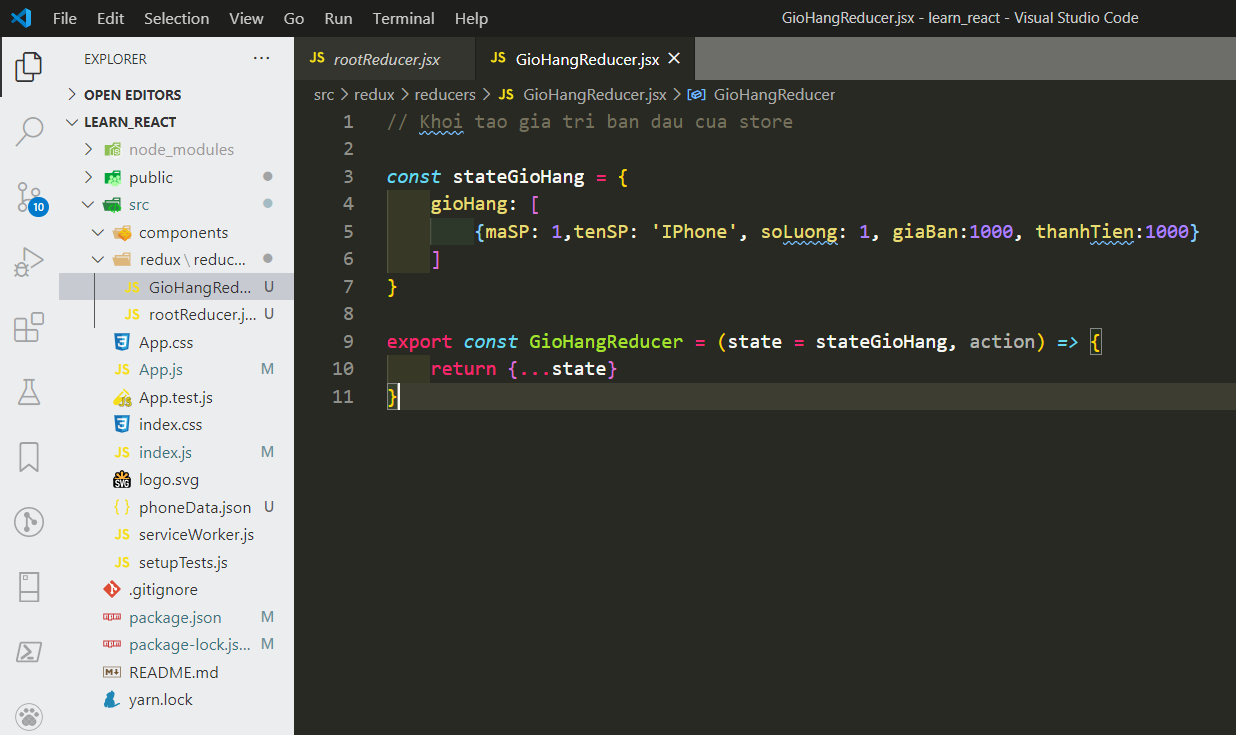 File Edit Selection View Go Run Terminal Help
GioHangReducer.jsx - learn_react - Visual Studio Code
EXPLORER ...
OPEN EDITORS
LEARN_REACT
node_modules
public
src
components
redux \ reduc...
GioHangRed... U
rootReducer.j... U
App.css
JS App.js M
App.test.js
index.css
JS index.js M
logo.svg
{ } phoneData.json U
JS serviceWorker.js
JS setupTests.js
.gitignore
package.json M
package-lock.js... M
README.md
yarn.lock
10
JS rootReducer.jsx
JS GioHangReducer.jsx ×
src > redux > reducers > JS GioHangReducer.jsx > GioHangReducer
1 // Khoi tao gia tri ban dau cua store
2
3 const stateGioHang = {
4 gioHang: [
5 {maSP: 1,tenSP: 'IPhone', soLuong: 1, giaBan:1000, thanhTien:1000}
6 ]
7 }
8
9 export const GioHangReducer = (state = stateGioHang, action) => {
10 return {...state}
11 }